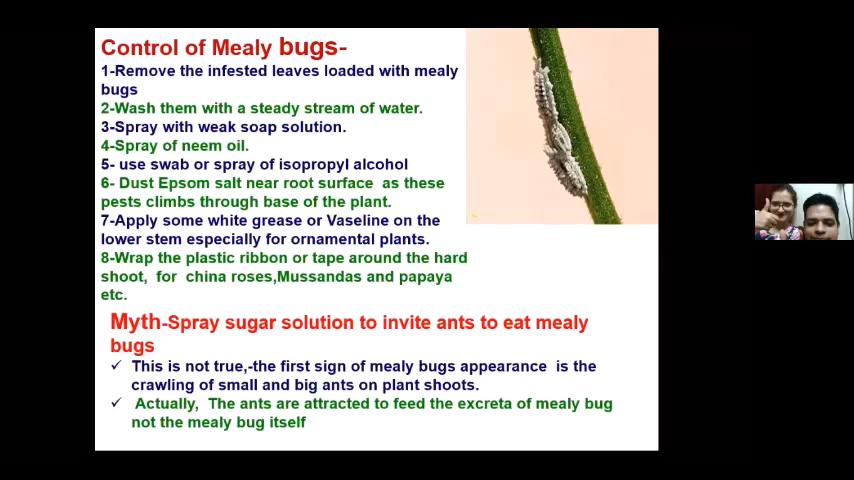 Control of Mealy bugs-
1-Remove the infested leaves loaded with mealy
bugs
2-Wash them with a steady stream of water.
3-Spray with weak soap solution.
4-Spray of neem oil.
5- use swab or spray of isopropyl alcohol
6- Dust Epsom salt near root surface as these
pests climbs through base of the plant.
7-Apply some white grease or Vaseline on the
lower stem especially for ornamental plants.
8-Wrap the plastic ribbon or tape around the hard
shoot, for china roses,Mussandas and papaya
etc.
Myth-Spray sugar solution to invite ants to eat mealy
bugs
✓ This is not true,-the first sign of mealy bugs appearance is the
crawling of small and big ants on plant shoots.
✓ Actually, The ants are attracted to feed the excreta of mealy bug
not the mealy bug itself